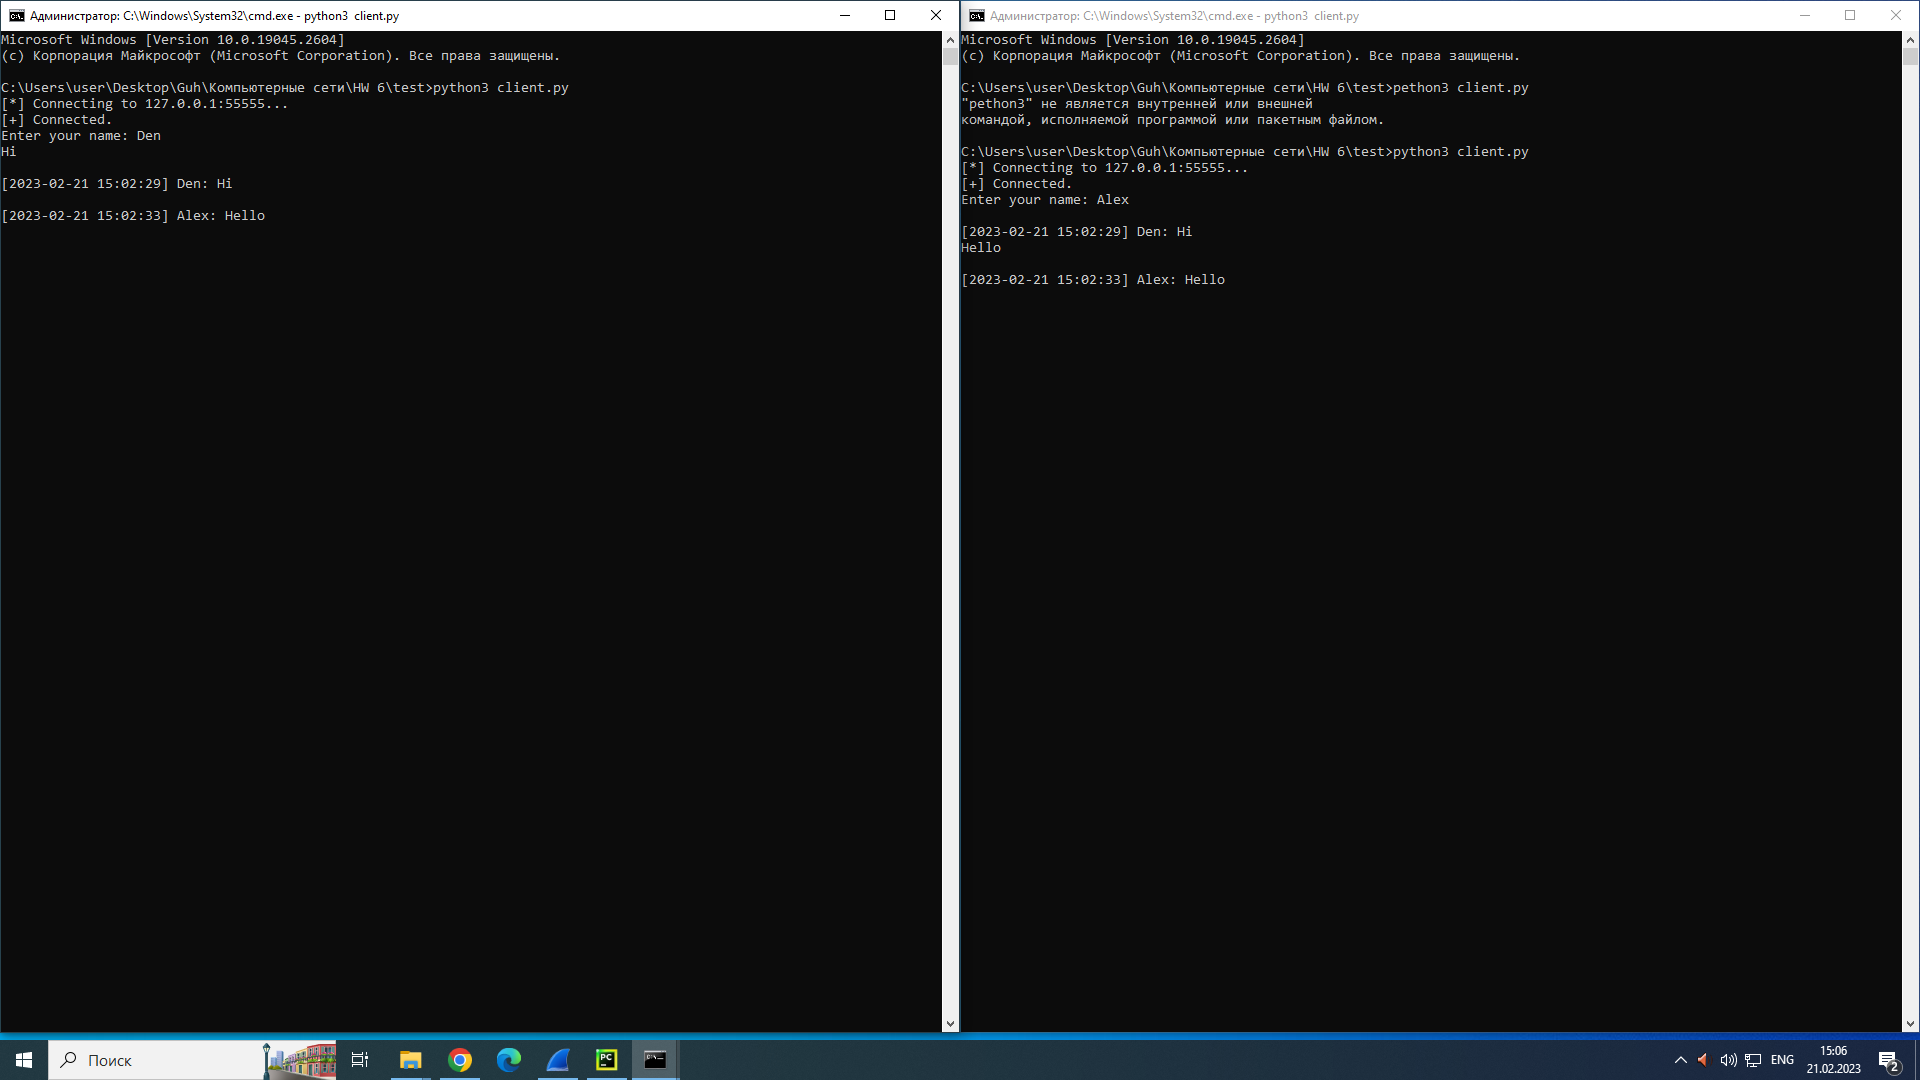 Администратор: C:\Windows\System32\cmd.exe - python3  client.py
Microsoft Windows [Version 10.0.19045.2604]
(c) Корпорация Майкрософт (Microsoft Corporation). Все права защищены.
C:\Users\user\Desktop\Guh\Компьютерные сети\HW 6\test>python3 client.py
[*] Connecting to 127.0.0.1:55555...
[+] Connected.
Enter your name: Den
Hi
[2023-02-21 15:02:29] Den: Hi
[2023-02-21 15:02:33] Alex: Hello
Администратор: C:\Windows\System32\cmd.exe - python3  client.py
Microsoft Windows [Version 10.0.19045.2604]
(c) Корпорация Майкрософт (Microsoft Corporation). Все права защищены.
C:\Users\user\Desktop\Guh\Компьютерные сети\HW 6\test>pethon3 client.py
"pethon3" не является внутренней или внешней
командой, исполняемой программой или пакетным файлом.
C:\Users\user\Desktop\Guh\Компьютерные сети\HW 6\test>python3 client.py
[*] Connecting to 127.0.0.1:55555...
[+] Connected.
Enter your name: Alex
[2023-02-21 15:02:29] Den: Hi
Hello
[2023-02-21 15:02:33] Alex: Hello
Поиск
PC
ENG
15:06
21.02.2023
2